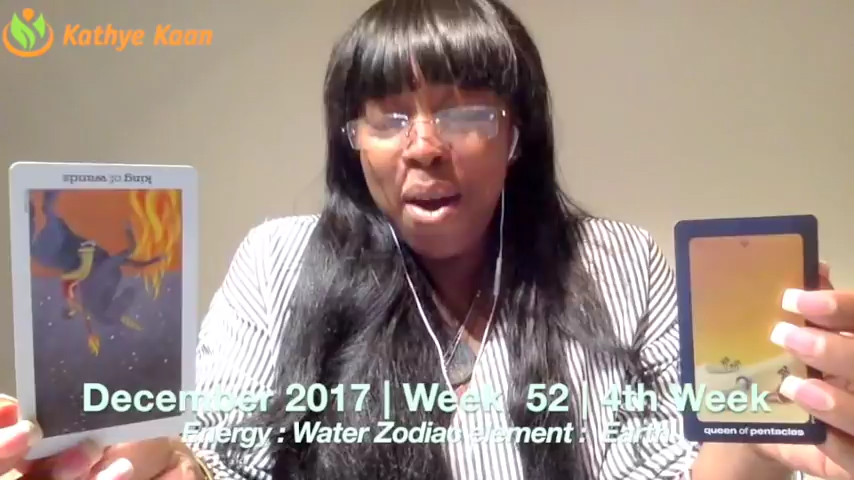 Kathye Kaan
king of wands
queen of pentacles
December 2017 | Week 52 | 4th Week
Energy : Water Zodiac element : Earth